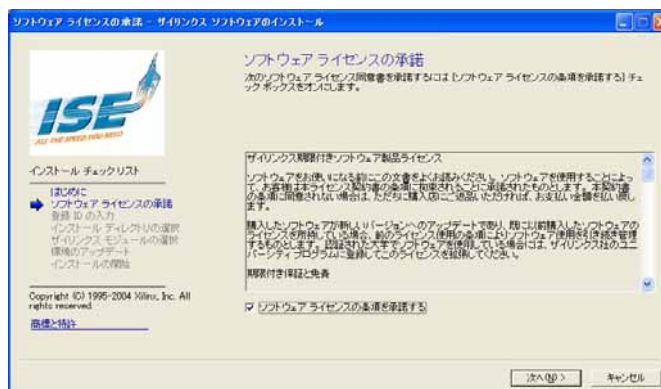 ソフトウェア ライセンスの承諾 - ザイリンクス ソフトウェアのインストール
ISE
ALL THE SPEED YOU NEED
インストール チェックリスト
はじめに
ソフトウェア ライセンスの承諾
登録 ID の入力
インストール ディレクトリの選択
ザイリンクス モジュールの選択
環境のアップデート
インストールの開始
Copyright (C) 1995-2004 Xilinx, Inc. All
rights reserved.
商標と特許
ソフトウェア ライセンスの承諾
次のソフトウェア ライセンス同意書を承諾するには [ソフトウェア ライセンスの条項を承諾する] チェ
ック ボックスをオンにします。
ザイリンクス期限付きソフトウェア製品ライセンス
ソフトウェアをお使いになる前にこの文書をよくお読みください。ソフトウェアを使用することによっ
て、お客様は本ライセンス契約書の条項に拘束されることに承諾されたものとします。本契約書
の条項に同意されない場合は、ただちに購入店にご返品いただければ、お支払い金額を払い戻し
ます。
購入したソフトウェアが新しいバージョンへのアップデートであり、既に以前購入したソフトウェアの
ライセンスを所持している場合、前のライセンス使用の条項によりソフトウェア使用を引き続き管理
するものとします。認証された大学でソフトウェアを使用している場合には、ザイリンクス社のユニ
バーシティ プログラムに登録してこのライセンスを結んでください。
期限付き保証と免責
ソフトウェア ライセンスの条項を承諾する
次へ(N) >
キャンセル